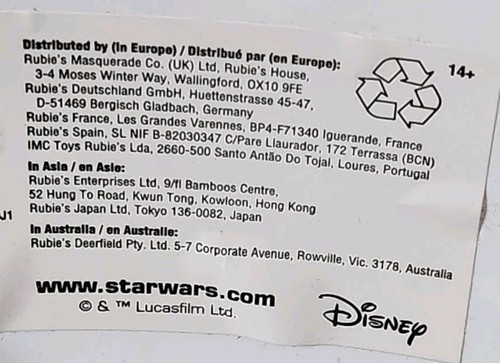 Distributed by (in Europe) / Distribué par (en Europe):
Rubie's Masquerade Co. (UK) Ltd, Rubie's House,
3-4 Moses Winter Way, Wallingford, OX10 9FE
Rubie's Deutschland GmbH, Huettenstrasse 45-47,
D-51469 Bergisch Gladbach, Germany
Rubie's France, Les Grandes Varennes, BP4-F71340 Iguerande, France
Rubie's Spain, SL NIF B-82030347 C/Pare Llaurador, 172 Terrassa (BCN)
IMC Toys Rubie's Lda, 2660-500 Santo Antão Do Tojal, Loures, Portugal
14+
In Asia / en Asie:
Rubie's Enterprises Ltd, 9/fl Bamboos Centre,
52 Hung To Road, Kwun Tong, Kowloon, Hong Kong
Rubie's Japan Ltd, Tokyo 136-0082, Japan
J1
In Australia / en Australie:
Rubie's Deerfield Pty. Ltd. 5-7 Corporate Avenue, Rowville, Vic. 3178, Australia
www.starwars.com
© & ™ Lucasfilm Ltd.
Disney